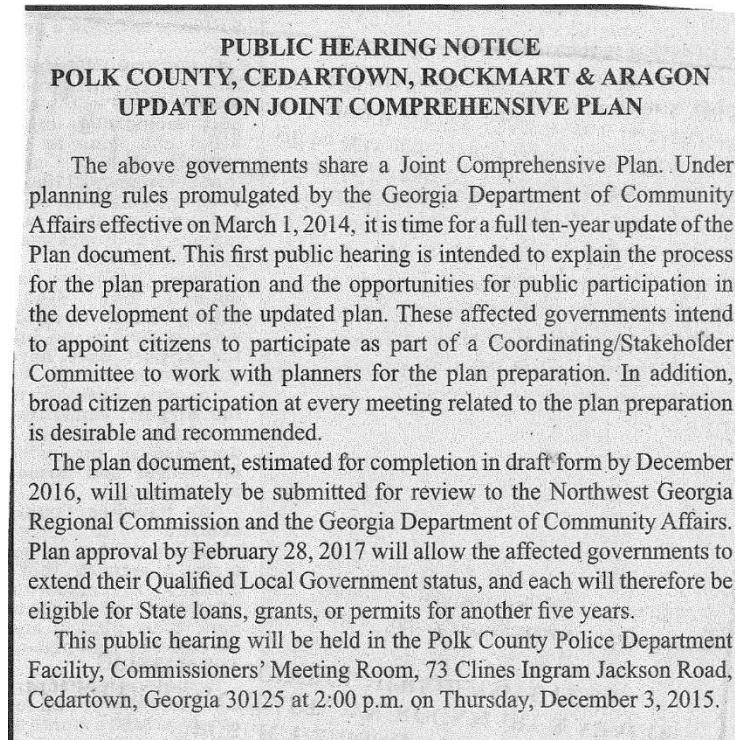 PUBLIC HEARING NOTICE
POLK COUNTY, CEDARTOWN, ROCKMART & ARAGON
UPDATE ON JOINT COMPREHENSIVE PLAN
The above governments share a Joint Comprehensive Plan. Under
planning rules promulgated by the Georgia Department of Community
Affairs effective on March 1, 2014, it is time for a full ten-year update of the
Plan document. This first public hearing is intended to explain the process
for the plan preparation and the opportunities for public participation in
the development of the updated plan. These affected governments intend
to appoint citizens to participate as part of a Coordinating/Stakeholder
Committee to work with planners for the plan preparation. In addition,
broad citizen participation at every meeting related to the plan preparation
is desirable and recommended.
The plan document, estimated for completion in draft form by December
2016, will ultimately be submitted for review to the Northwest Georgia
Regional Commission and the Georgia Department of Community Affairs.
Plan approval by February 28, 2017 will allow the affected governments to
extend their Qualified Local Government status, and each will therefore be
eligible for State loans, grants, or permits for another five years.
This public hearing will be held in the Polk County Police Department
Facility, Commissioners' Meeting Room, 73 Clines Ingram Jackson Road,
Cedartown, Georgia 30125 at 2:00 p.m. on Thursday, December 3, 2015.